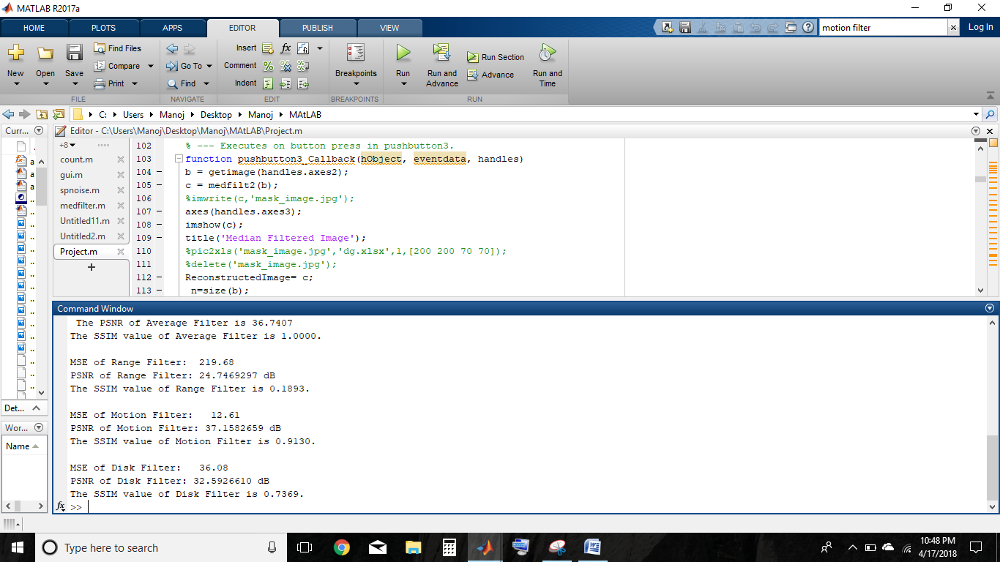 MATLAB R2017a
HOME PLOTS APPS EDITOR PUBLISH VIEW
motion filter
Log In
New Open Save
Find Files
Compare
Print
Go To
Find
Insert fx
Comment
Indent
Breakpoints
Run
Run and Advance
Run Section
Advance
Run and Time
FILE NAVIGATE EDIT BREAKPOINTS RUN
C: Users Manoj Desktop Manoj MAtLAB
Curr...
Editor - C:\Users\Manoj\Desktop\Manoj\MAtLAB\Project.m
+8
count.m
gui.m
spnoise.m
medfilter.m
Untitled11.m
Untitled2.m
Project.m
+
102 % --- Executes on button press in pushbutton3.
103 function pushbutton3_Callback(hObject, eventdata, handles)
104 – b = getimage(handles.axes2);
105 – c = medfilt2(b);
106 %imwrite(c,'mask_image.jpg');
107 – axes(handles.axes3);
108 – imshow(c);
109 – title('Median Filtered Image');
110 %pic2xls('mask_image.jpg','dg.xlsx',1,[200 200 70 70]);
111 %delete('mask_image.jpg');
112 – ReconstructedImage= c;
113 – n=size(b);
Det...
Wor...
Name
Command Window
The PSNR of Average Filter is 36.7407
The SSIM value of Average Filter is 1.0000.
MSE of Range Filter: 219.68
PSNR of Range Filter: 24.7469297 dB
The SSIM value of Range Filter is 0.1893.
MSE of Motion Filter: 12.61
PSNR of Motion Filter: 37.1582659 dB
The SSIM value of Motion Filter is 0.9130.
MSE of Disk Filter: 36.08
PSNR of Disk Filter: 32.5926610 dB
The SSIM value of Disk Filter is 0.7369.
fx >>
Type here to search
10:48 PM
4/17/2018